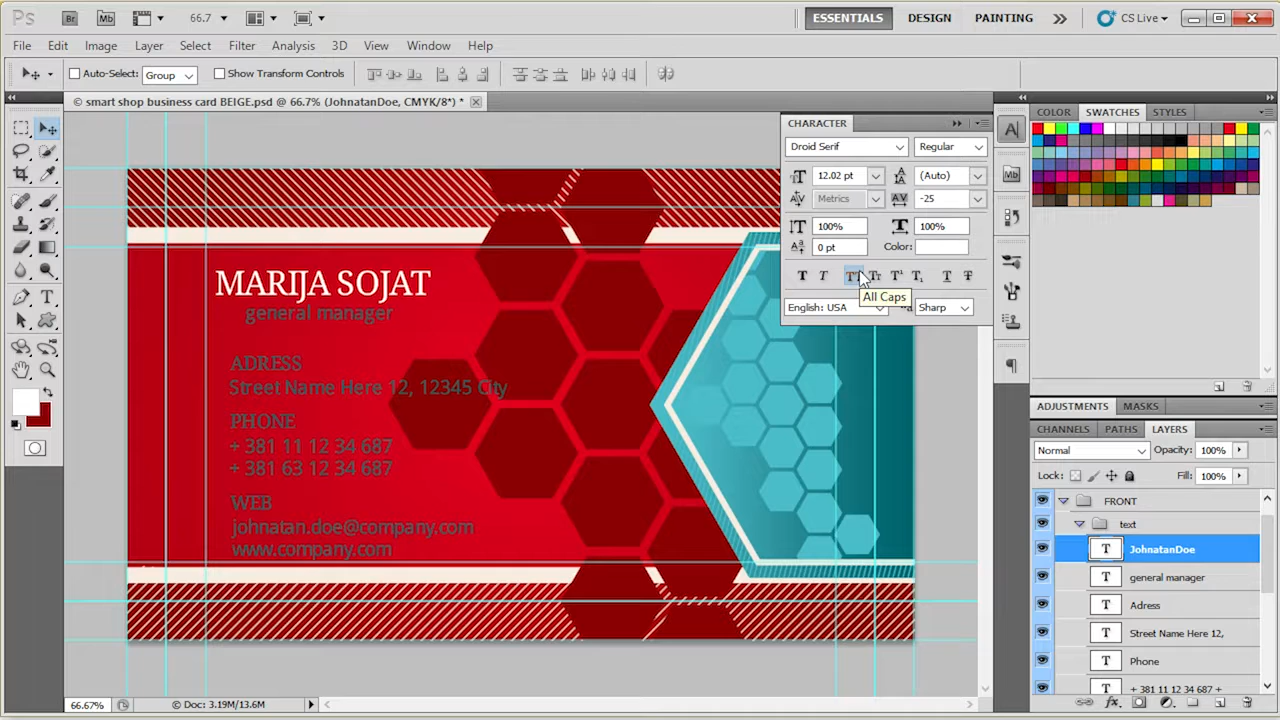 Ps Br Mb 66.7 ESSENTIALS DESIGN PAINTING CS Live
File Edit Image Layer Select Filter Analysis 3D View Window Help
Auto-Select: Group Show Transform Controls
© smart shop business card BEIGE.psd @ 66.7% (JohnatanDoe, CMYK/8*) *
CHARACTER
Droid Serif Regular
12.02 pt (Auto)
Metrics -25
100% 100%
0 pt Color:
All Caps
English: USA Sharp
COLOR SWATCHES STYLES
Mb
MARIJA SOJAT
general manager
ADRESS
Street Name Here 12, 12345 City
PHONE
+ 381 11 12 34 687
+ 381 63 12 34 687
WEB
johnatan.doe@company.com
www.company.com
ADJUSTMENTS MASKS
CHANNELS PATHS LAYERS
Normal Opacity: 100%
Lock: Fill: 100%
FRONT
text
JohnatanDoe
general manager
Adress
Street Name Here 12,
Phone
+ 381 11 12 34 687 +
66.67% Doc: 3.19M/13.6M